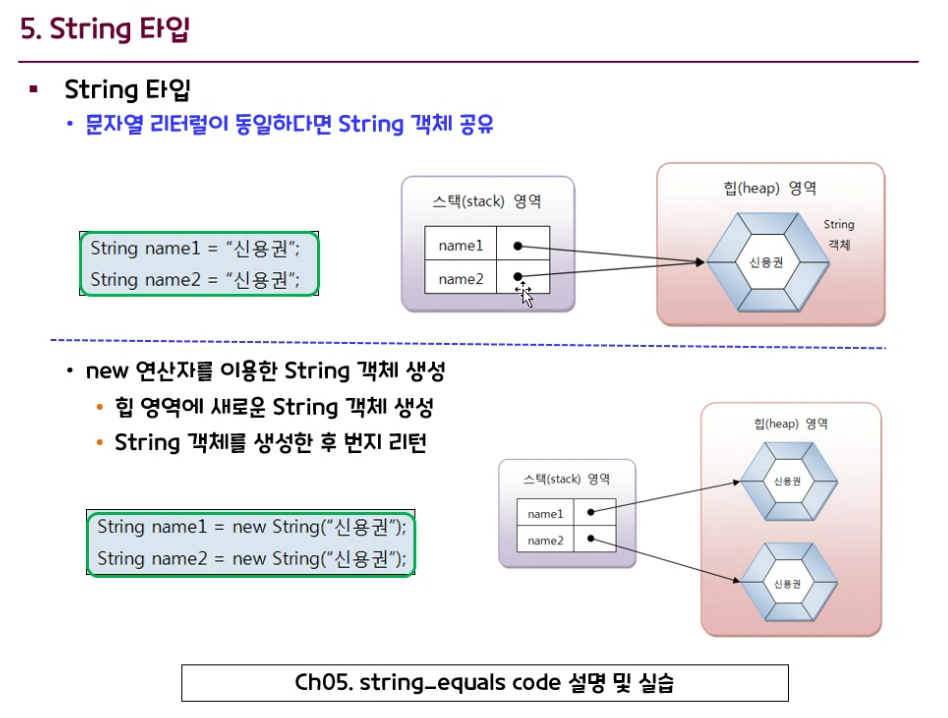 5. String 타입
▪ String 타입
• 문자열 리터럴이 동일하다면 String 객체 공유
String name1 = “신용권”;
String name2 = “신용권”;
스택(stack) 영역
name1
name2
힙(heap) 영역
신용권
String
객체
• new 연산자를 이용한 String 객체 생성
• 힙 영역에 새로운 String 객체 생성
• String 객체를 생성한 후 번지 리턴
String name1 = new String(“신용권”);
String name2 = new String(“신용권”);
스택(stack) 영역
name1
name2
힙(heap) 영역
신용권
신용권
Ch05. string_equals code 설명 및 실습